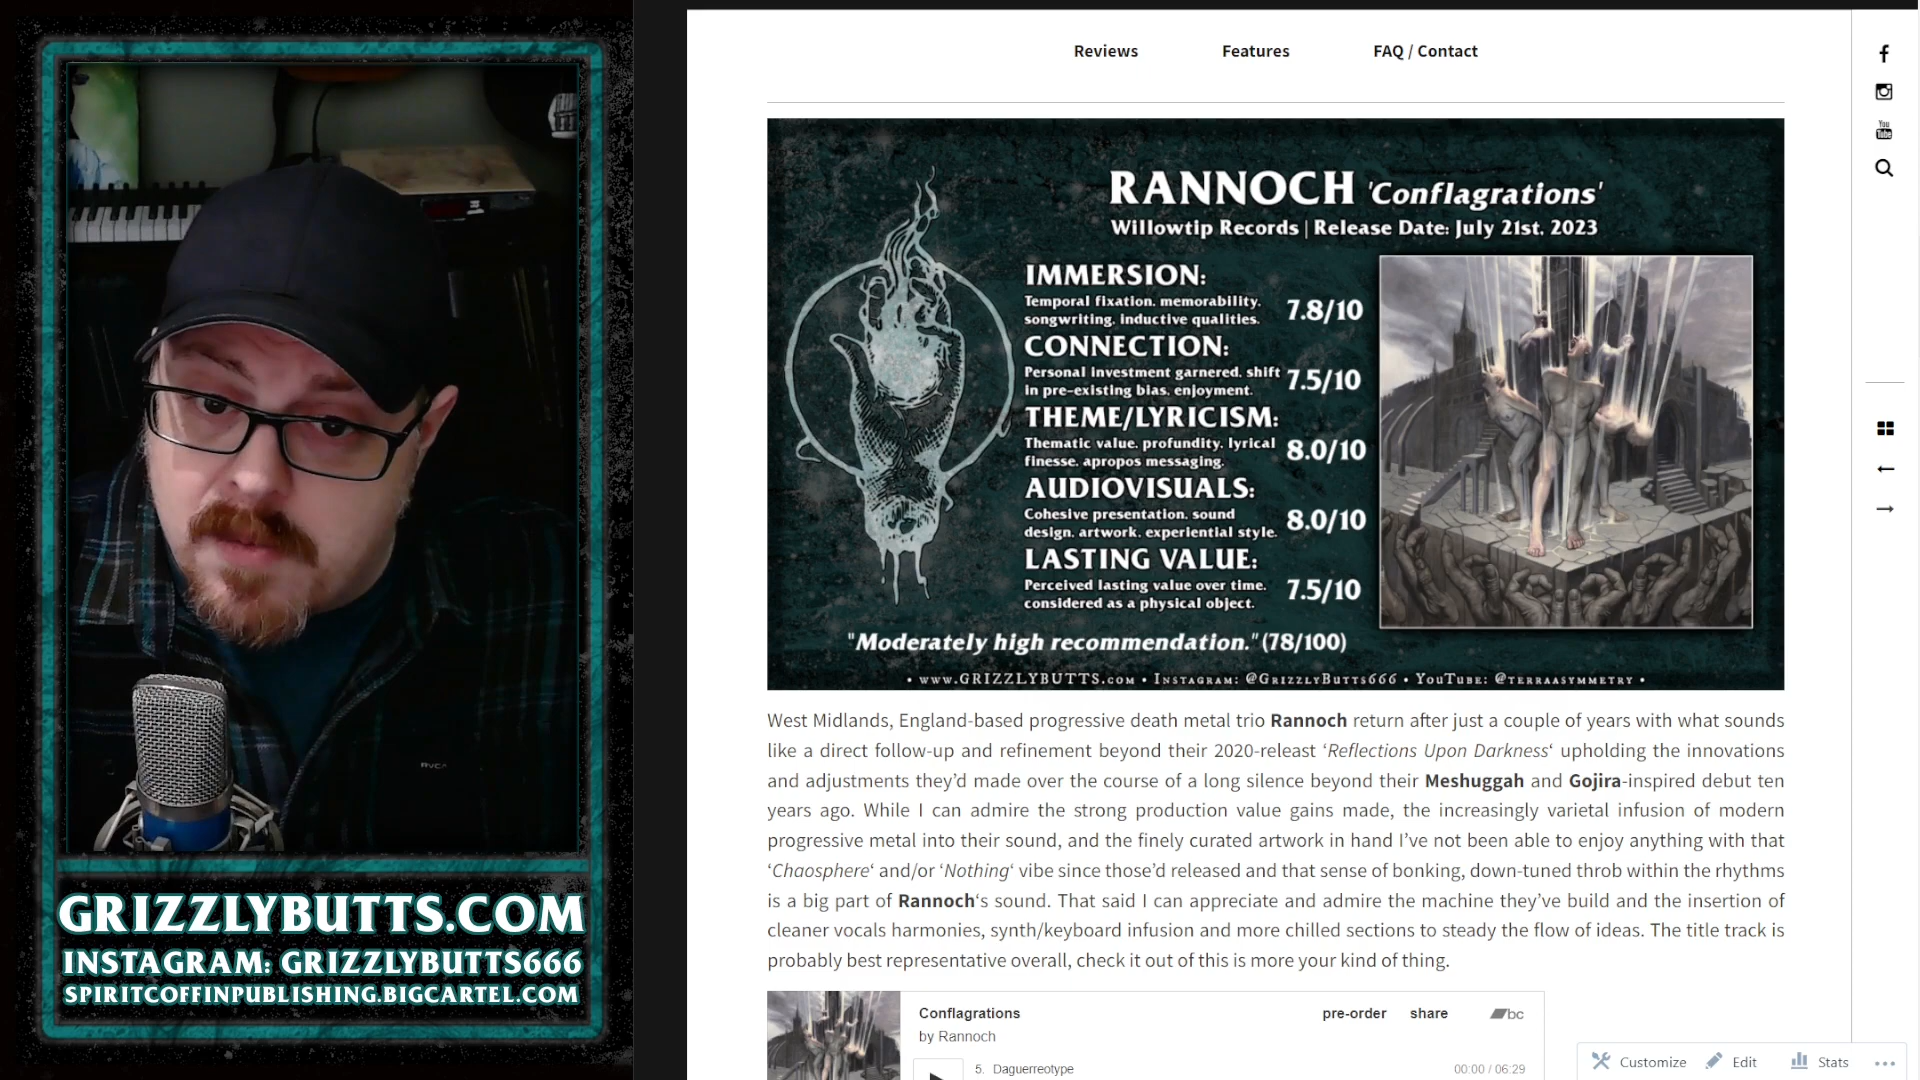 GRIZZLYBUTTS.COM
INSTAGRAM: GRIZZLYBUTTS666
SPIRITCOFFINPUBLISHING.BIGCARTEL.COM
RVCA
Reviews
Features
FAQ / Contact
You
Tube
RANNOCH 'Conflagrations'
Willowtip Records | Release Date: July 21st, 2023
IMMERSION:
Temporal fixation, memorability,
songwriting, inductive qualities.
7.8/10
CONNECTION:
Personal Investment garnered, shift
in pre-existing bias, enjoyment.
7.5/10
THEME/LYRICISM:
Thematic value, profundity, lyrical
finesse, apropos messaging.
8.0/10
AUDIOVISUALS:
Cohesive presentation, sound
design, artwork, experiential style.
8.0/10
LASTING VALUE:
Perceived lasting value over time,
considered as a physical object.
7.5/10
"Moderately high recommendation." (78/100)
• www.GRIZZLYBUTTS.com • Instagram: @GrizzlyButts666 • YouTube: @terraasymmetry •
West Midlands, England-based progressive death metal trio Rannoch return after just a couple of years with what sounds
like a direct follow-up and refinement beyond their 2020-releast ‘Reflections Upon Darkness‘ upholding the innovations
and adjustments they’d made over the course of a long silence beyond their Meshuggah and Gojira-inspired debut ten
years ago. While I can admire the strong production value gains made, the increasingly varietal infusion of modern
progressive metal into their sound, and the finely curated artwork in hand I’ve not been able to enjoy anything with that
‘Chaosphere‘ and/or ‘Nothing‘ vibe since those’d released and that sense of bonking, down-tuned throb within the rhythms
is a big part of Rannoch‘s sound. That said I can appreciate and admire the machine they’ve build and the insertion of
cleaner vocals harmonies, synth/keyboard infusion and more chilled sections to steady the flow of ideas. The title track is
probably best representative overall, check it out of this is more your kind of thing.
Conflagrations
by Rannoch
pre-order
share
bc
5. Daguerreotype
00:00 / 06:29
Customize
Edit
Stats